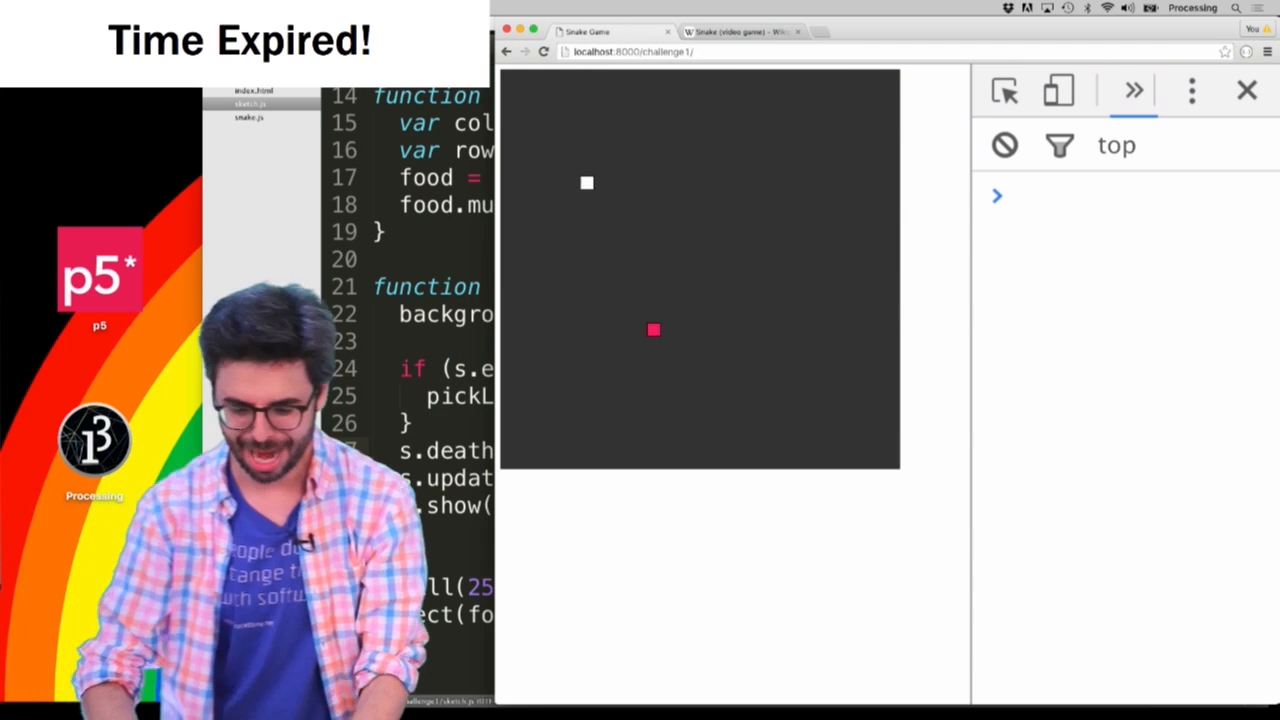 Time Expired!
Processing
Snake Game
Snake (video game) - Wiki
You
localhost:8000/challenge1/
index.html
sketch.js
snake.js
top
14 function
15 var col
16 var row
17 food =
18 food.mu
19 }
20
21 function
22 backgro
23
24 if (s.e
25 pickL
26 }
s.death
s.updat
.show(
ll(25
ect(fo
p5*
p5
Processing